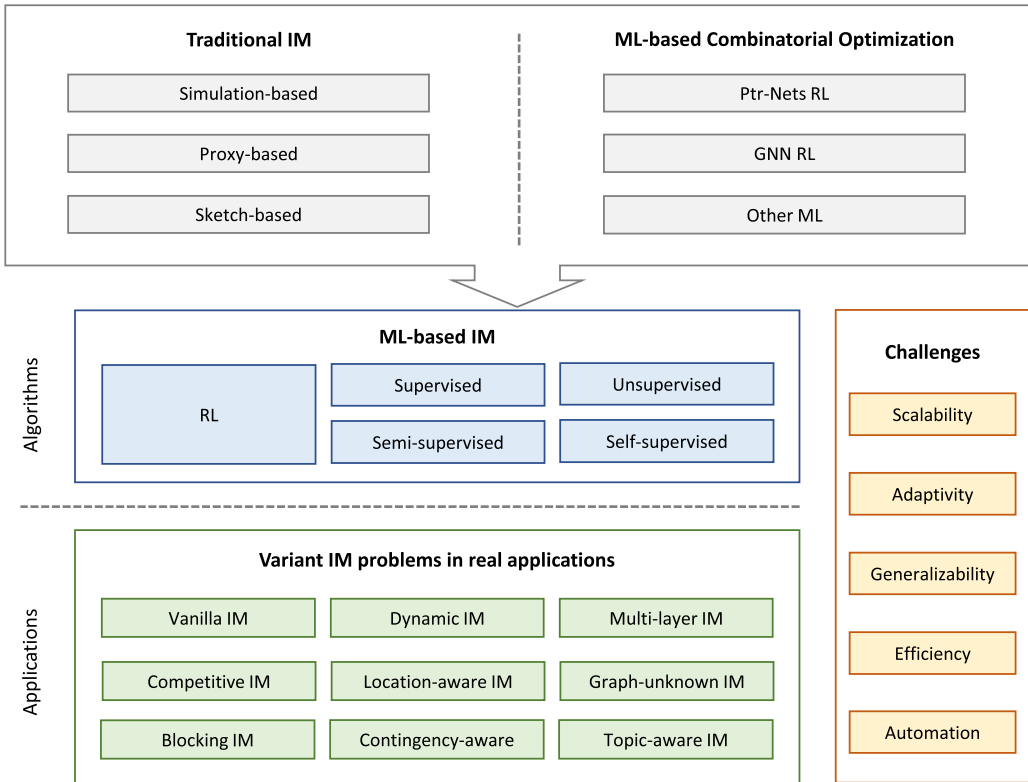 Traditional IM
Simulation-based
Proxy-based
Sketch-based
ML-based Combinatorial Optimization
Ptr-Nets RL
GNN RL
Other ML
Algorithms
ML-based IM
RL
Supervised
Unsupervised
Semi-supervised
Self-supervised
Applications
Variant IM problems in real applications
Vanilla IM
Dynamic IM
Multi-layer IM
Competitive IM
Location-aware IM
Graph-unknown IM
Blocking IM
Contingency-aware
Topic-aware IM
Challenges
Scalability
Adaptivity
Generalizability
Efficiency
Automation